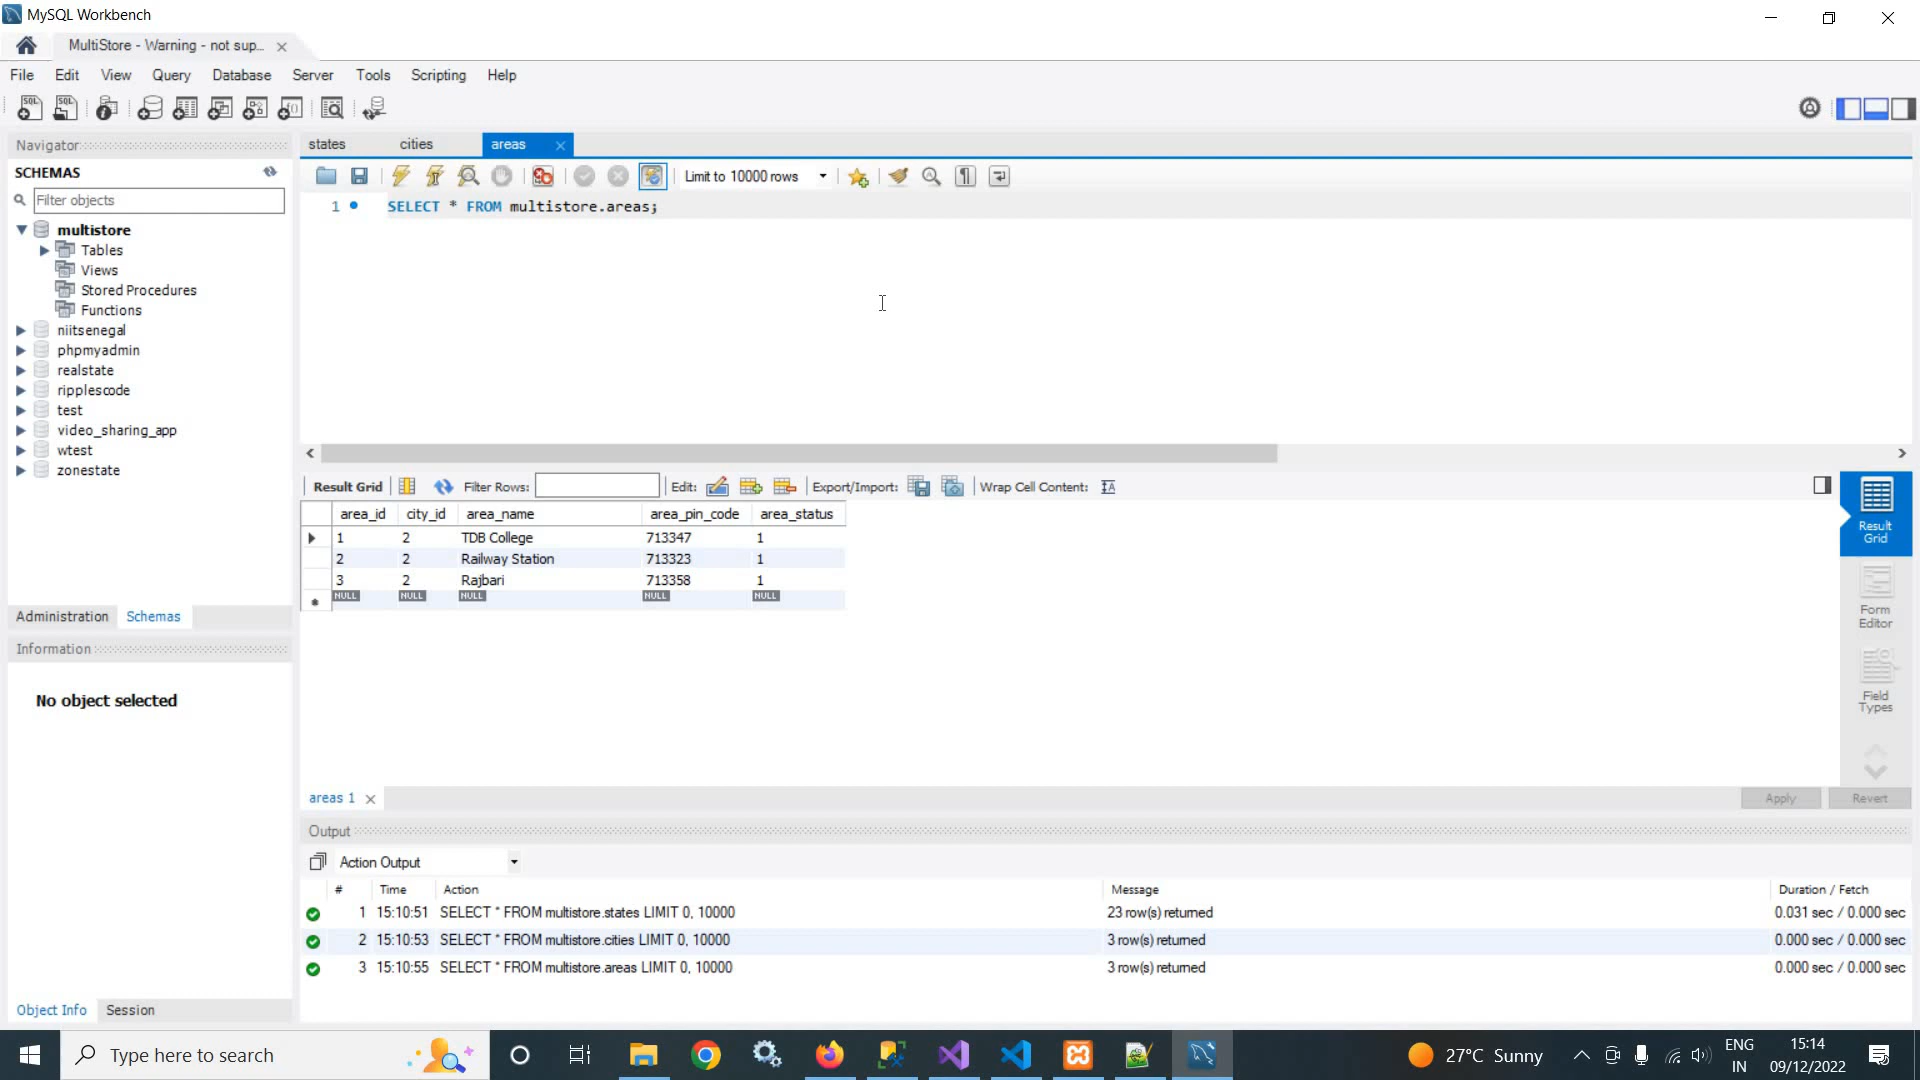 MySQL Workbench
MultiStore - Warning - not sup...
File Edit View Query Database Server Tools Scripting Help
Navigator
SCHEMAS
Filter objects
multistore
Tables
Views
Stored Procedures
Functions
niitsenegal
phpmyadmin
realstate
ripplescode
test
video_sharing_app
wtest
zonestate
Administration Schemas
Information
No object selected
Object Info Session
states cities areas
Limit to 10000 rows
1 SELECT * FROM multistore.areas;
Result Grid Filter Rows: Edit: Export/Import: Wrap Cell Content:
area_id city_id area_name area_pin_code area_status
1 2 TDB College 713347 1
2 2 Railway Station 713323 1
3 2 Rajbari 713358 1
NULL NULL NULL NULL NULL
Result
Grid
Form
Editor
Field
Types
areas 1
Apply Revert
Output
Action Output
# Time Action Message Duration / Fetch
1 15:10:51 SELECT * FROM multistore.states LIMIT 0, 10000 23 row(s) returned 0.031 sec / 0.000 sec
2 15:10:53 SELECT * FROM multistore.cities LIMIT 0, 10000 3 row(s) returned 0.000 sec / 0.000 sec
3 15:10:55 SELECT * FROM multistore.areas LIMIT 0, 10000 3 row(s) returned 0.000 sec / 0.000 sec
Type here to search
27°C Sunny
ENG
IN
15:14
09/12/2022